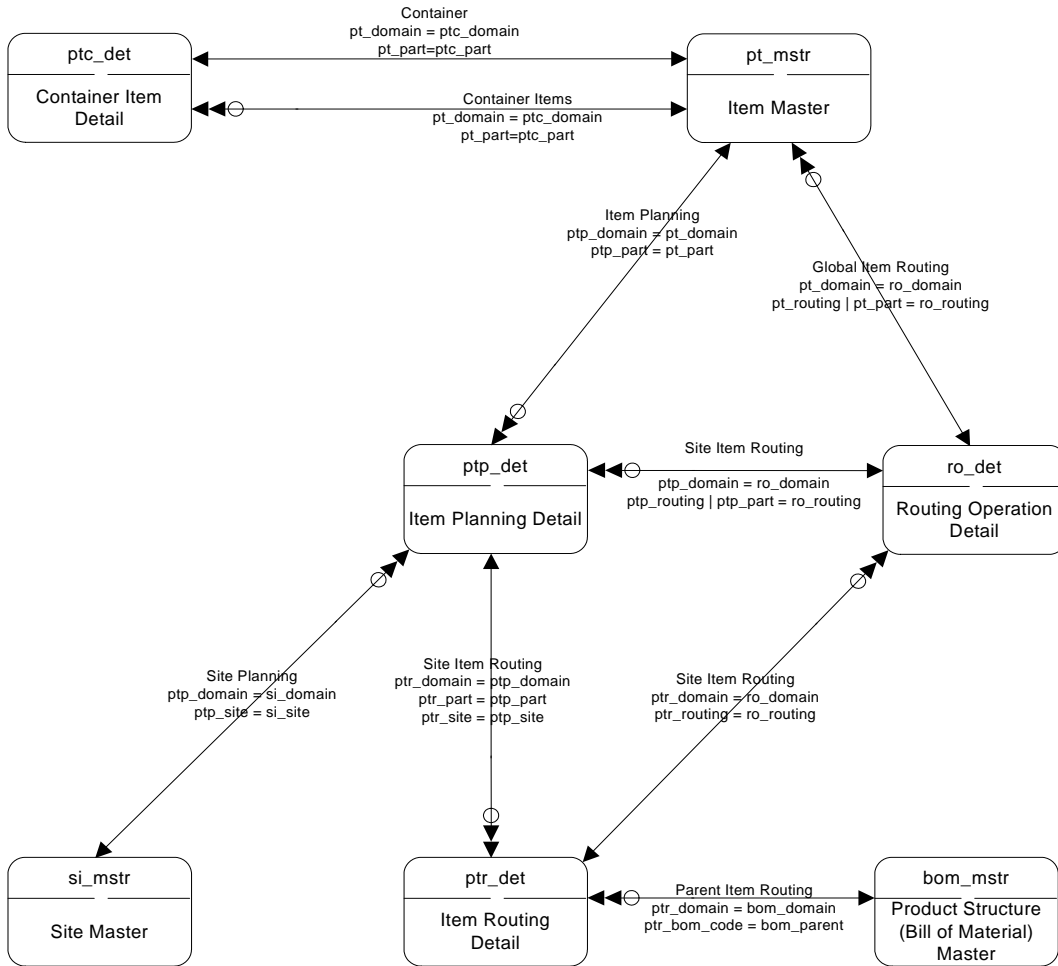 Container
pt_domain = ptc_domain
pt_part=ptc_part
ptc_det
Container Item
Detail
pt_mstr
Item Master
Container Items
pt_domain = ptc_domain
pt_part=ptc_part
Item Planning
ptp_domain = pt_domain
ptp_part = pt_part
Global Item Routing
pt_domain = ro_domain
pt_routing | pt_part = ro_routing
ptp_det
Item Planning Detail
Site Item Routing
ptp_domain = ro_domain
ptp_routing | ptp_part = ro_routing
ro_det
Routing Operation
Detail
Site Planning
ptp_domain = si_domain
ptp_site = si_site
Site Item Routing
ptr_domain = ptp_domain
ptr_part = ptp_part
ptr_site = ptp_site
Site Item Routing
ptr_domain = ro_domain
ptr_routing = ro_routing
si_mstr
Site Master
ptr_det
Item Routing
Detail
Parent Item Routing
ptr_domain = bom_domain
ptr_bom_code = bom_parent
bom_mstr
Product Structure
(Bill of Material)
Master